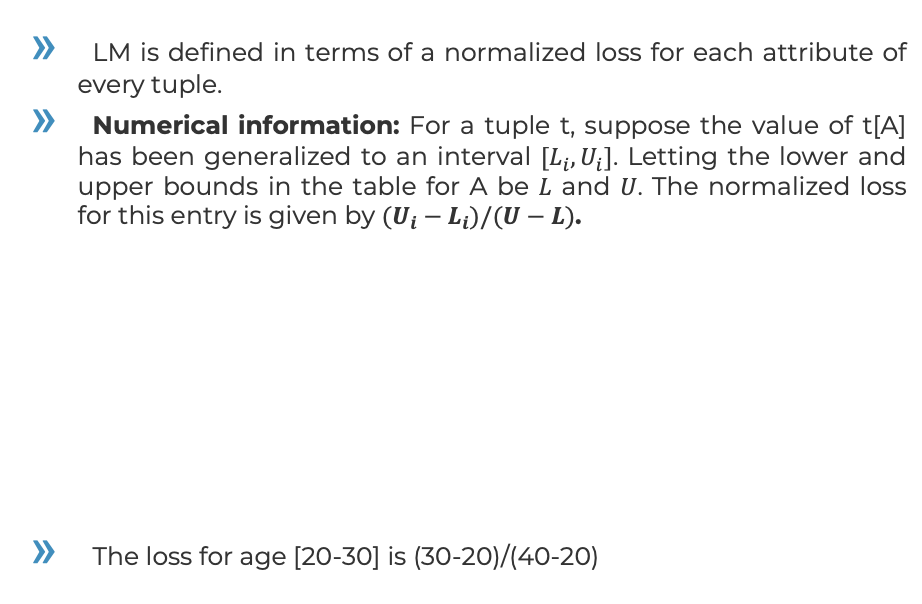 » LM is defined in terms of a normalized loss for each attribute of
every tuple.
» Numerical information: For a tuple t, suppose the value of t[A]
has been generalized to an interval [Lᵢ, Uᵢ]. Letting the lower and
upper bounds in the table for A be L and U. The normalized loss
for this entry is given by (Uᵢ − Lᵢ)/(U − L).
» The loss for age [20-30] is (30-20)/(40-20)